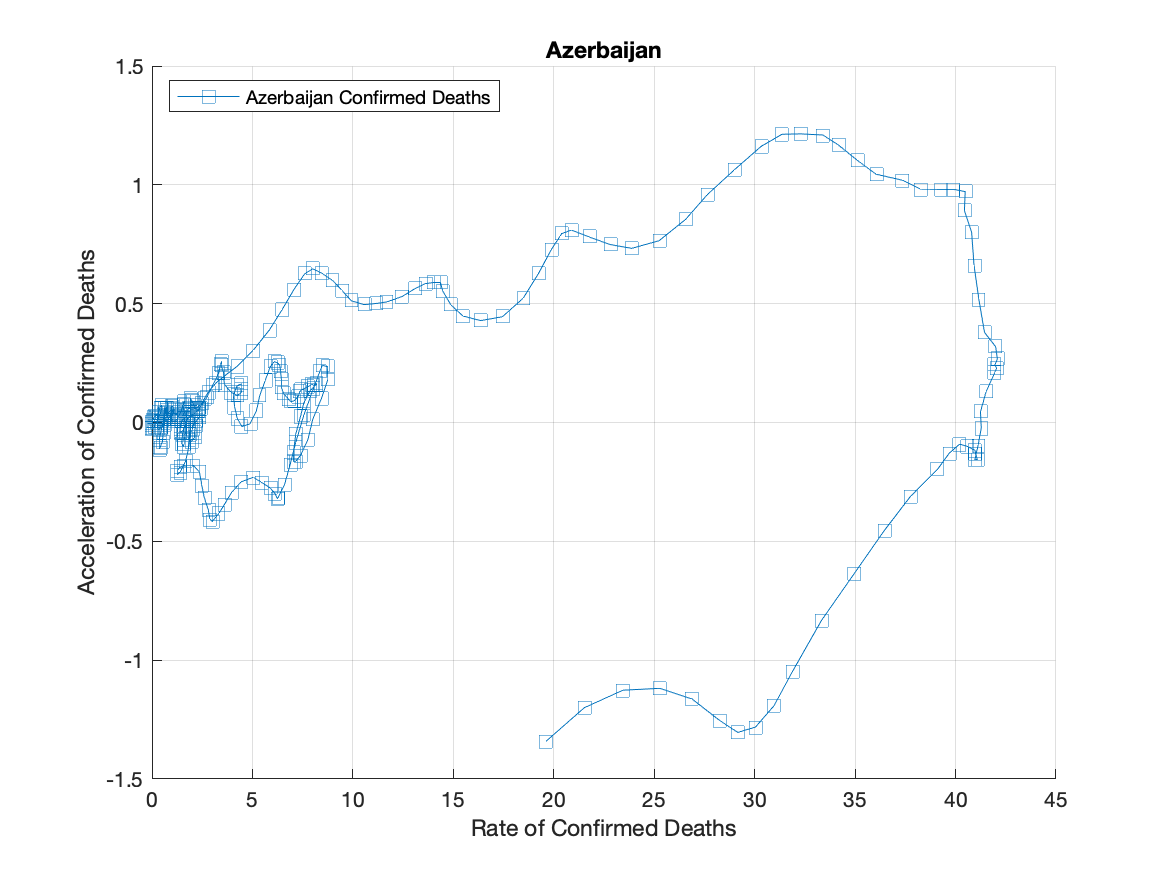 Azerbaijan
1.5
Azerbaijan Confirmed Deaths
1
0.5
0
-0.5
-1
-1.5
Acceleration of Confirmed Deaths
0 5 10 15 20 25 30 35 40 45
Rate of Confirmed Deaths